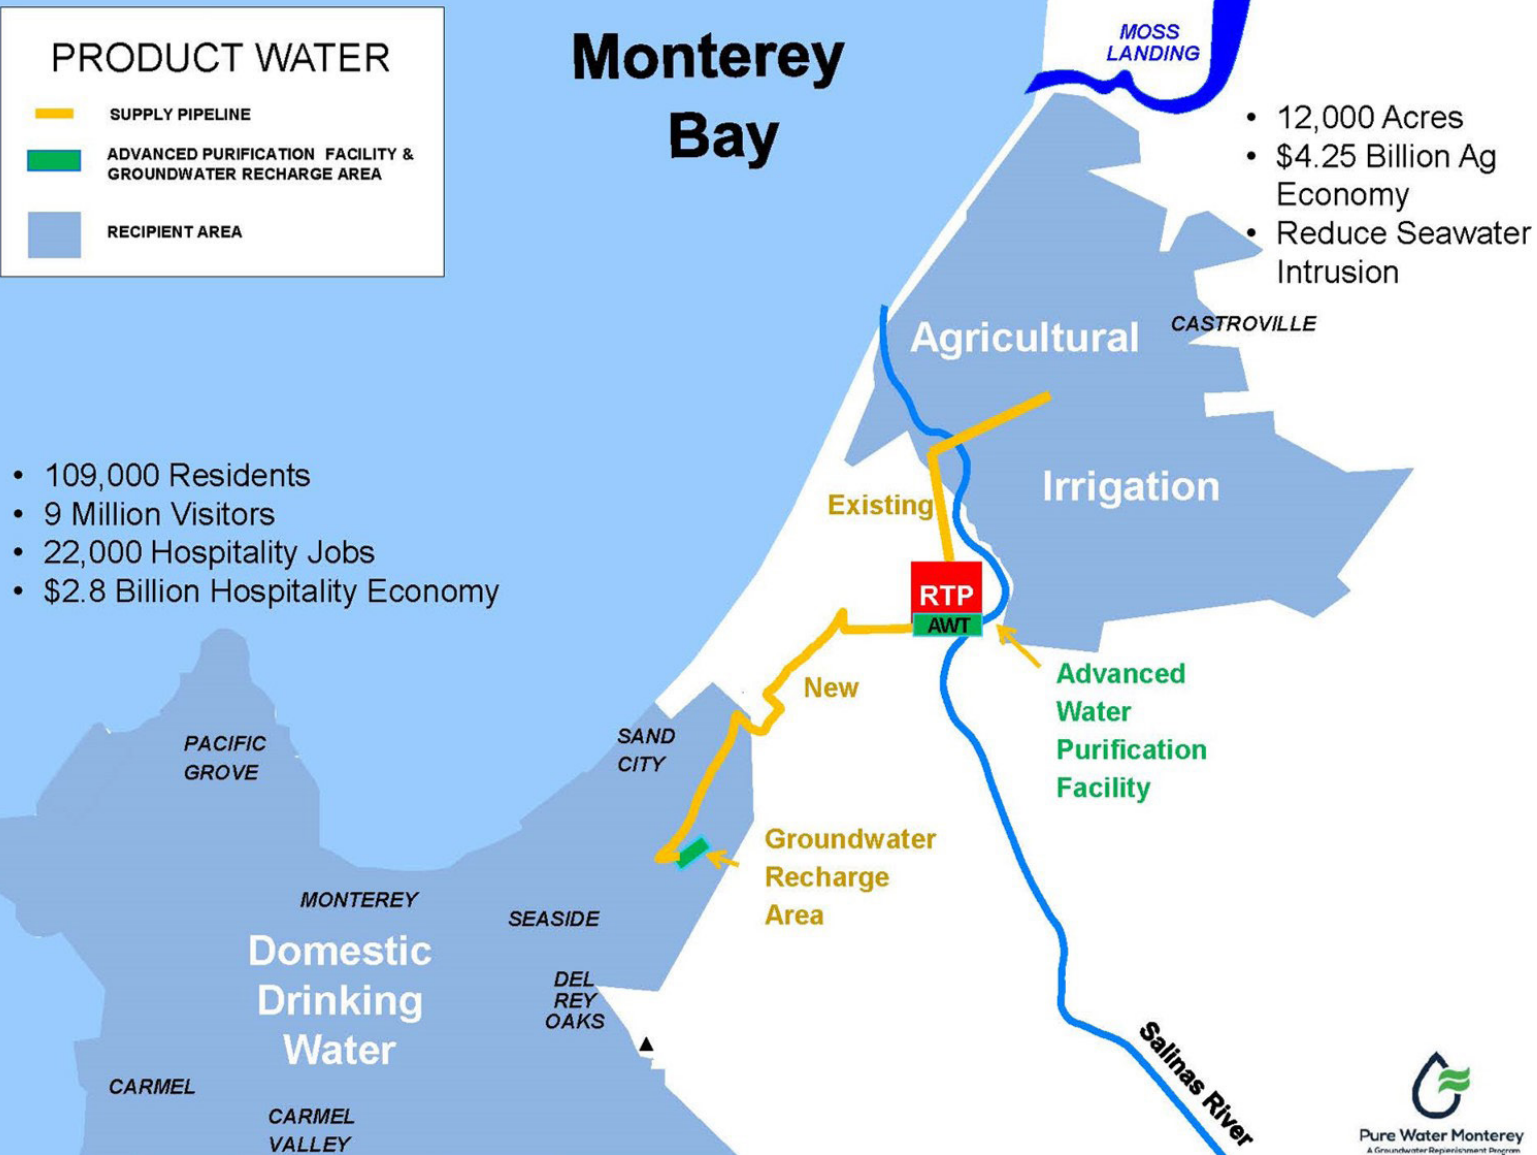 PRODUCT WATER
SUPPLY PIPELINE
ADVANCED PURIFICATION FACILITY &
GROUNDWATER RECHARGE AREA
RECIPIENT AREA
Monterey
Bay
MOSS
LANDING
• 12,000 Acres
• $4.25 Billion Ag
Economy
• Reduce Seawater
Intrusion
CASTROVILLE
Agricultural
Irrigation
• 109,000 Residents
• 9 Million Visitors
• 22,000 Hospitality Jobs
• $2.8 Billion Hospitality Economy
Existing
RTP
AWT
New
Advanced
Water
Purification
Facility
PACIFIC
GROVE
SAND
CITY
Groundwater
Recharge
Area
MONTEREY
SEASIDE
Domestic
Drinking
Water
DEL
REY
OAKS
CARMEL
CARMEL
VALLEY
Salinas River
Pure Water Monterey
A Groundwater Replenishment Program